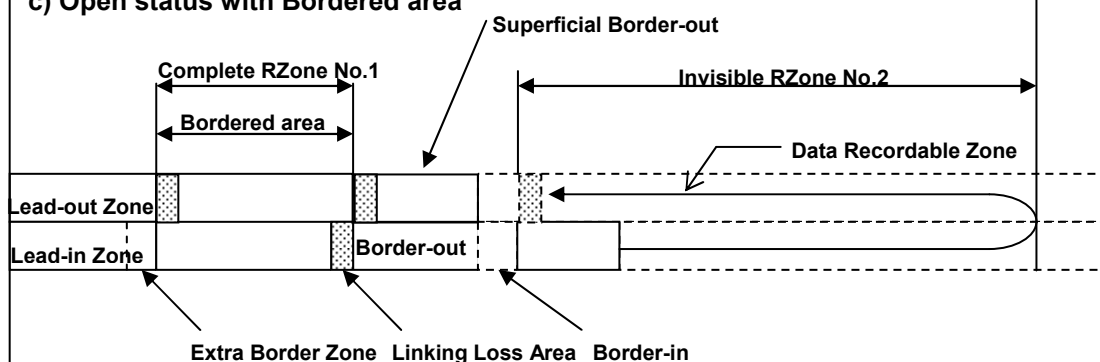 c) Open status with Bordered area
Superficial Border-out
Complete RZone No.1
Invisible RZone No.2
Bordered area
Data Recordable Zone
Lead-out Zone
Lead-in Zone
Border-out
Extra Border Zone
Linking Loss Area
Border-in